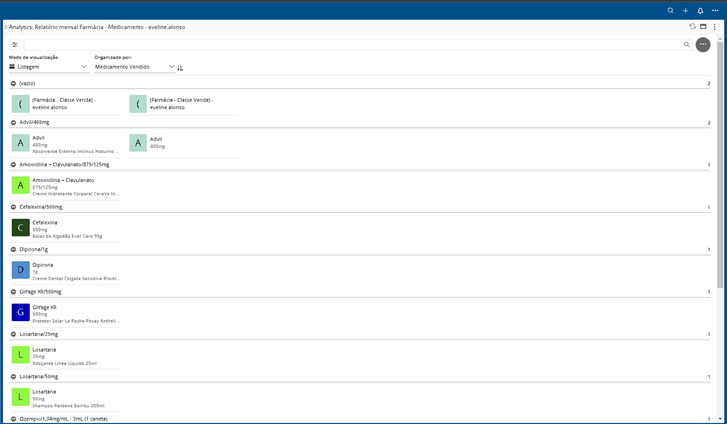 Analytics: Relatório mensal Farmácia - Medicamento - eveline.alonso
Modo de visualização
Organizado por:
Listagem
Medicamento Vendido
(vazio) 2
(Farmácia - Classe Venda) -
eveline.alonso
(Farmácia - Classe Venda) -
eveline.alonso
Advil/400mg 2
A
Advil
400mg
Absorvente Externo Intimus Noturno ...
A
Advil
400mg
Amoxicilina + Clavulanato/875/125mg 1
A
Amoxicilina + Clavulanato
875/125mg
Creme Hidratante Corporal CeraVe Hi...
Cefalexina/500mg 1
C
Cefalexina
500mg
Bolas de Algodão Ever Care 95g
Dipirona/1g 1
D
Dipirona
1g
Creme Dental Colgate Sensitive Pro-Al...
Glifage XR/500mg 1
G
Glifage XR
500mg
Protetor Solar La Roche-Posay Antheli...
Losartana/25mg 1
L
Losartana
25mg
Adoçante Linea Líquido 25ml
Losartana/50mg 1
L
Losartana
50mg
Shampoo Pantene Bambu 200ml
Ozempic/1,34mg/mL - 3mL (1 caneta) 1